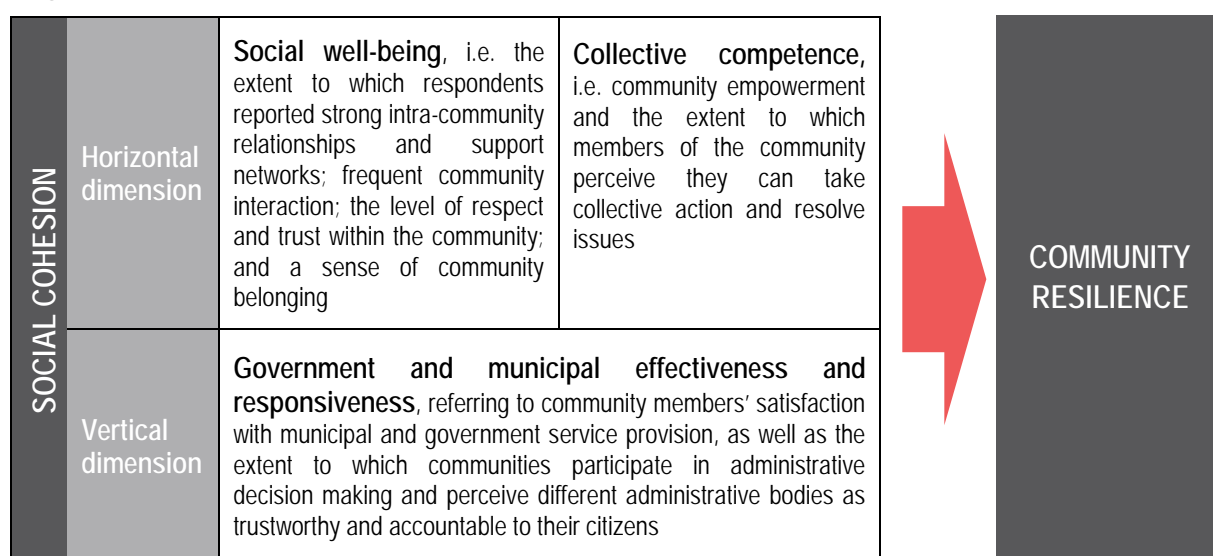 SOCIAL COHESION
Horizontal
dimension
Social well-being, i.e. the
extent to which respondents
reported strong intra-community
relationships and support
networks; frequent community
interaction; the level of respect
and trust within the community;
and a sense of community
belonging
Collective competence,
i.e. community empowerment
and the extent to which
members of the community
perceive they can take
collective action and resolve
issues
Vertical
dimension
Government and municipal effectiveness and
responsiveness, referring to community members’ satisfaction
with municipal and government service provision, as well as the
extent to which communities participate in administrative
decision making and perceive different administrative bodies as
trustworthy and accountable to their citizens
COMMUNITY
RESILIENCE